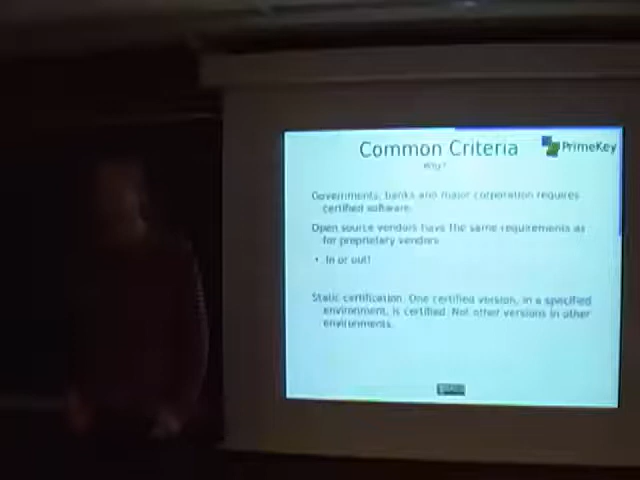 Common Criteria
PrimeKey
Why?
Governments, banks and major corporation requires
certified software.
Open source vendors have the same requirements as
for proprietary vendors
• In or out!
Static certification. One certified version, in a specified
environment, is certified. Not other versions in other
environments.